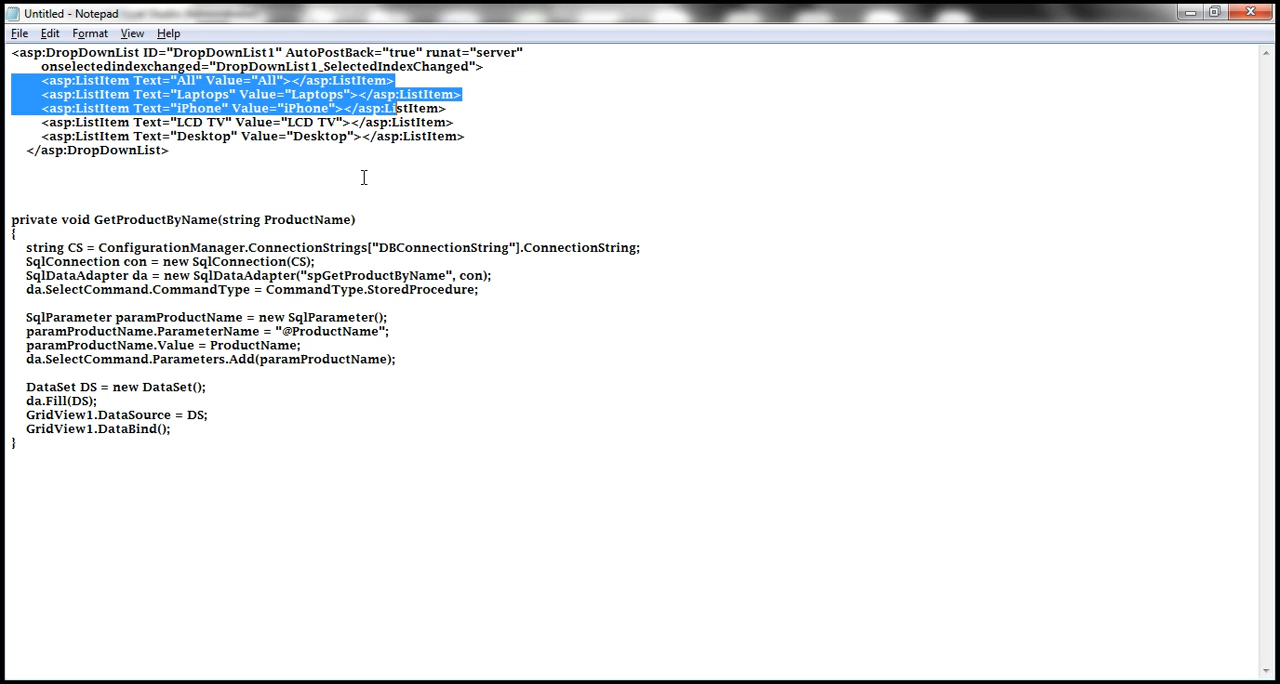 Untitled - Notepad
File Edit Format View Help
<asp:DropDownList ID="DropDownList1" AutoPostBack="true" runat="server"
onselectedindexchanged="DropDownList1_SelectedIndexChanged">
<asp:ListItem Text="All" Value="All"></asp:ListItem>
<asp:ListItem Text="Laptops" Value="Laptops"></asp:ListItem>
<asp:ListItem Text="iPhone" Value="iPhone"></asp:ListItem>
<asp:ListItem Text="LCD TV" Value="LCD TV"></asp:ListItem>
<asp:ListItem Text="Desktop" Value="Desktop"></asp:ListItem>
</asp:DropDownList>
private void GetProductByName(string ProductName)
{
string CS = ConfigurationManager.ConnectionStrings["DBConnectionString"].ConnectionString;
SqlConnection con = new SqlConnection(CS);
SqlDataAdapter da = new SqlDataAdapter("spGetProductByName", con);
da.SelectCommand.CommandType = CommandType.StoredProcedure;
SqlParameter paramProductName = new SqlParameter();
paramProductName.ParameterName = "@ProductName";
paramProductName.Value = ProductName;
da.SelectCommand.Parameters.Add(paramProductName);
DataSet DS = new DataSet();
da.Fill(DS);
GridView1.DataSource = DS;
GridView1.DataBind();
}